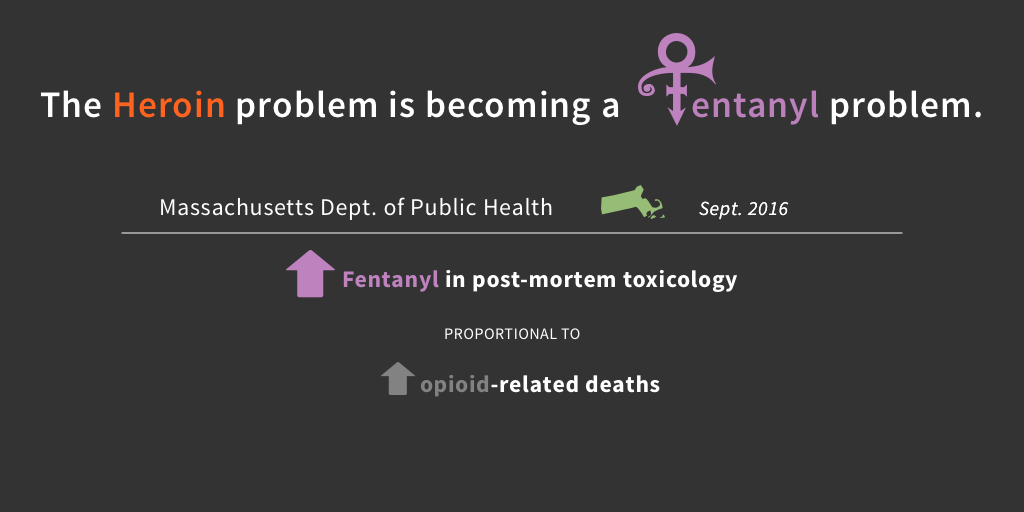 The Heroin problem is becoming a entanyl problem.
Massachusetts Dept. of Public Health Sept. 2016
Fentanyl in post-mortem toxicology
PROPORTIONAL TO
opioid-related deaths